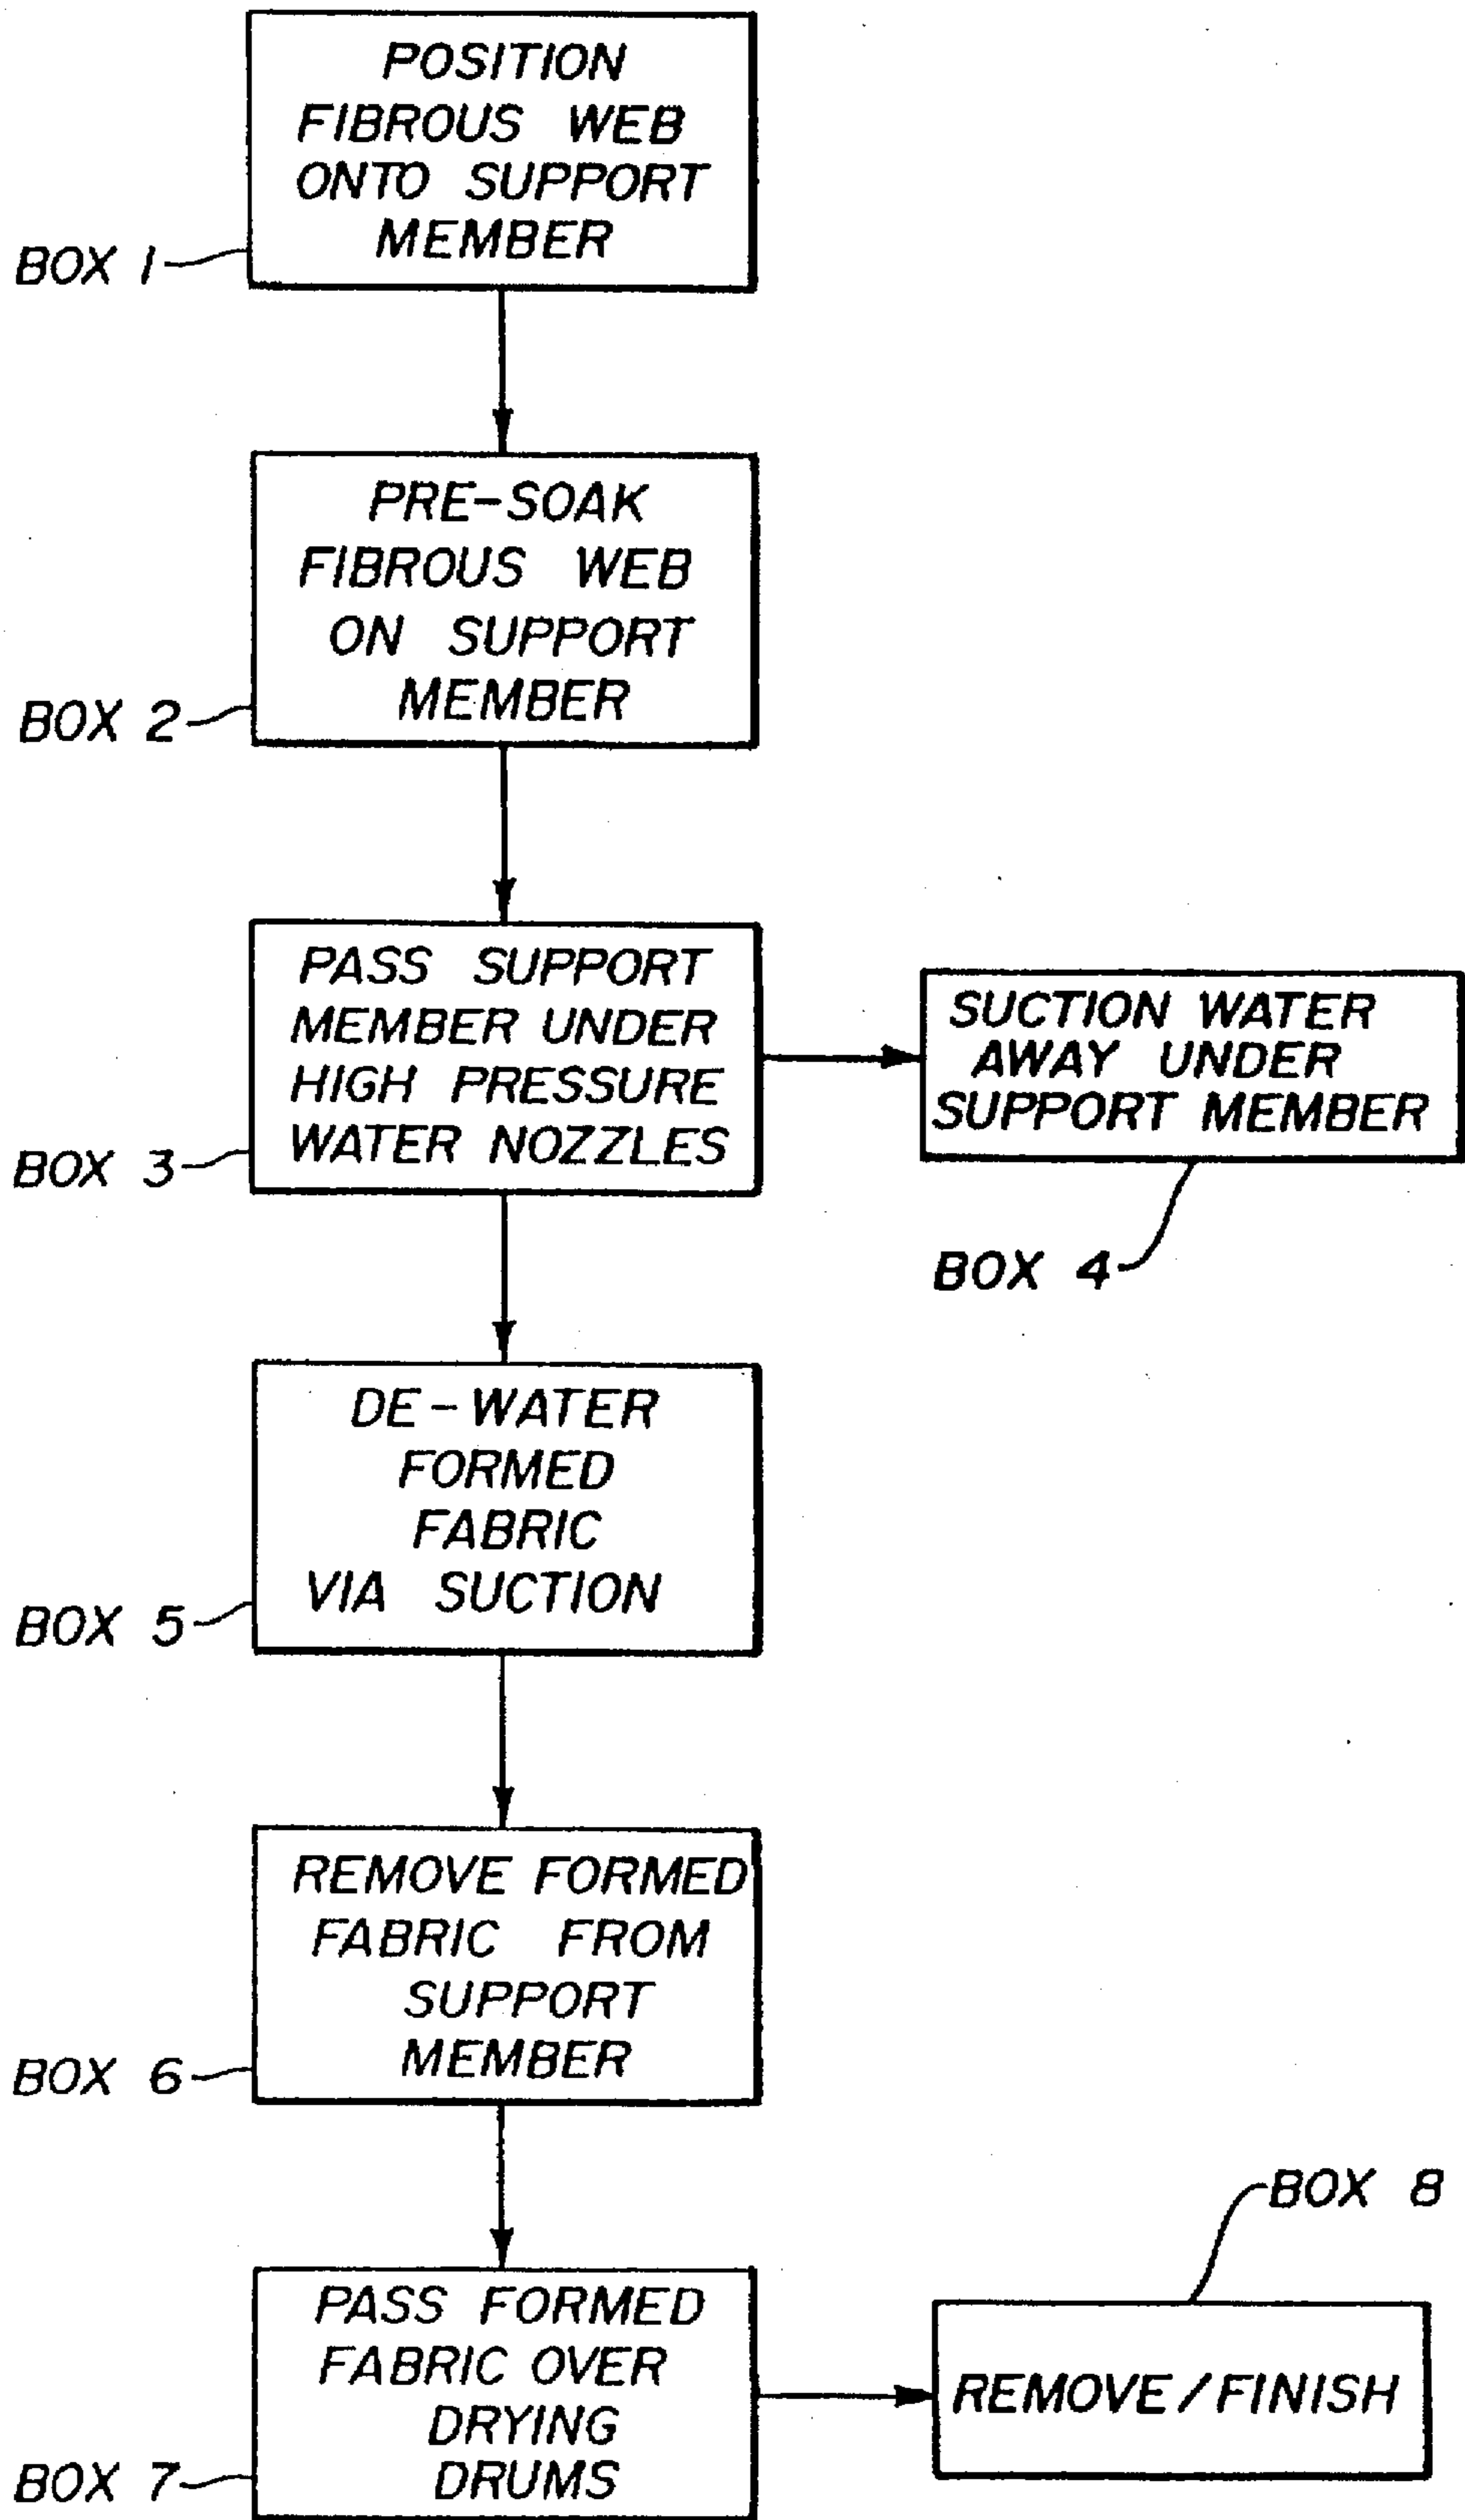 POSITION
FIBROUS WEB
ONTO SUPPORT
MEMBER
BOX 1
PRE-SOAK
FIBROUS WEB
ON SUPPORT
MEMBER
BOX 2
PASS SUPPORT
MEMBER UNDER
HIGH PRESSURE
WATER NOZZLES
BOX 3
SUCTION WATER
AWAY UNDER
SUPPORT MEMBER
BOX 4
DE-WATER
FORMED
FABRIC
VIA SUCTION
BOX 5
REMOVE FORMED
FABRIC FROM
SUPPORT
MEMBER
BOX 6
PASS FORMED
FABRIC OVER
DRYING
DRUMS
BOX 7
BOX 8
REMOVE/FINISH